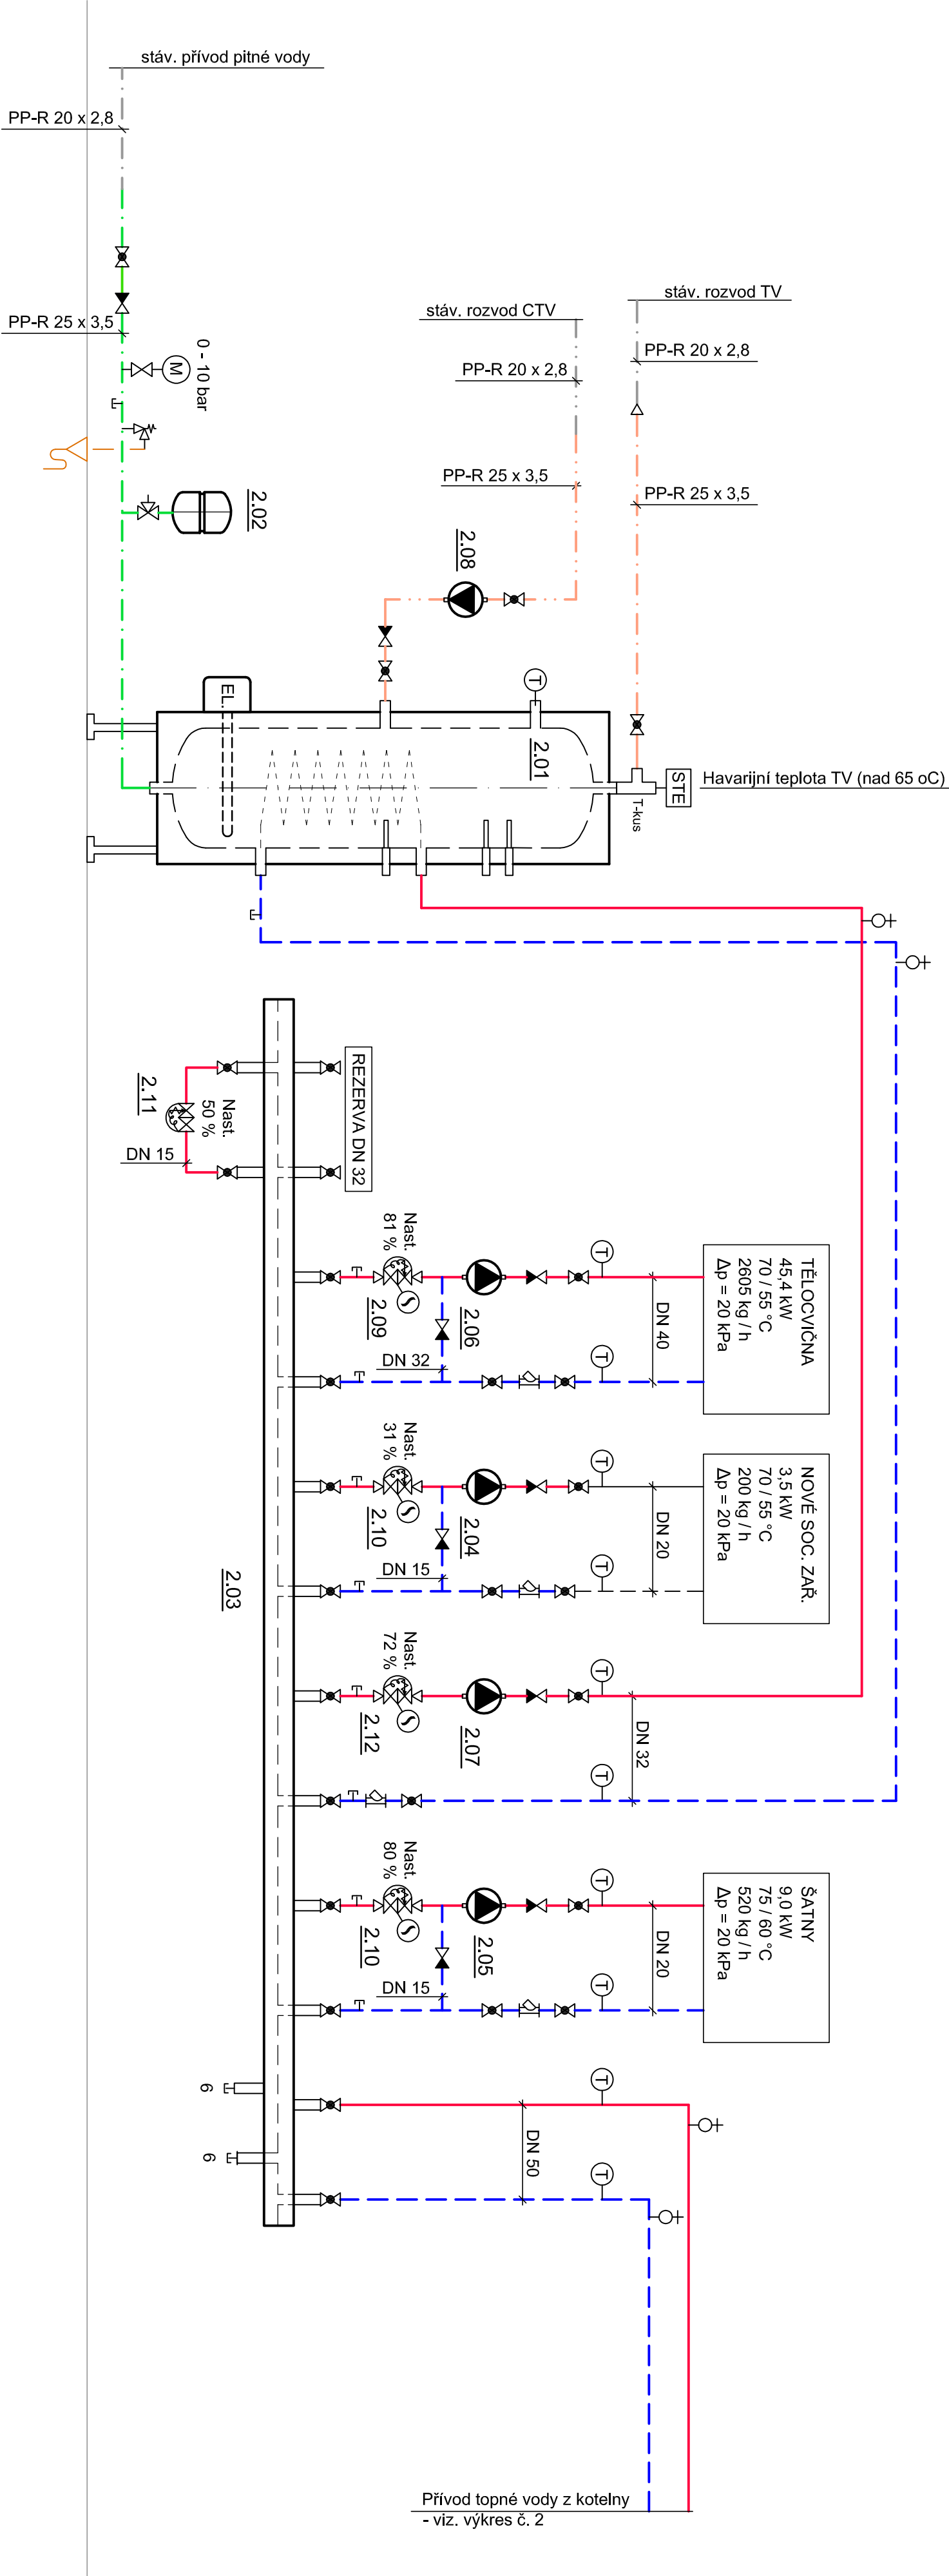 stáv. přívod pitné vody
PP-R 20 x 2,8
PP-R 25 x 3,5
0 - 10 bar
M
2.02
stáv. rozvod CTV
PP-R 20 x 2,8
PP-R 25 x 3,5
2.08
stáv. rozvod TV
PP-R 20 x 2,8
PP-R 25 x 3,5
T
EL.
2.01
STE
Havarijní teplota TV (nad 65 oC)
T-kus
REZERVA DN 32
2.11
Nast.
50 %
DN 15
TĚLOCVIČNA
45,4 kW
70 / 55 °C
2605 kg / h
Δp = 20 kPa
T
T
DN 40
Nast.
81 %
2.09
2.06
DN 32
NOVÉ SOC. ZAŘ.
3,5 kW
70 / 55 °C
200 kg / h
Δp = 20 kPa
T
T
DN 20
Nast.
31 %
2.10
2.04
DN 15
2.03
T
T
DN 32
Nast.
72 %
2.12
2.07
ŠATNY
9,0 kW
75 / 60 °C
520 kg / h
Δp = 20 kPa
T
T
DN 20
Nast.
80 %
2.10
2.05
DN 15
6
6
T
T
DN 50
Přívod topné vody z kotelny
- viz. výkres č. 2